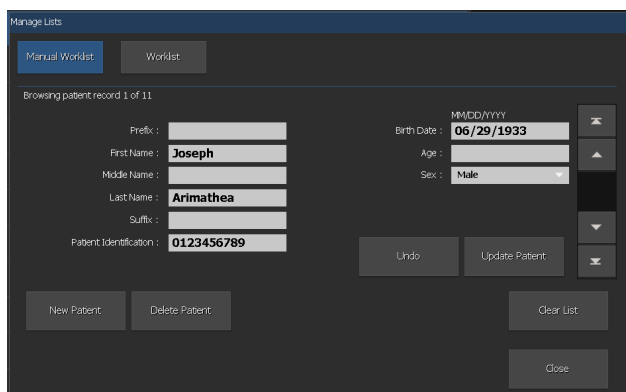 Manage Lists
Manual Worklist
Worklist
Browsing patient record 1 of 11
MM/DD/YYYY
Prefix :
Birth Date : 06/29/1933
First Name : Joseph
Age :
Middle Name :
Sex : Male
Last Name : Arimathea
Suffix :
Patient Identification : 0123456789
Undo
Update Patient
New Patient
Delete Patient
Clear List
Close